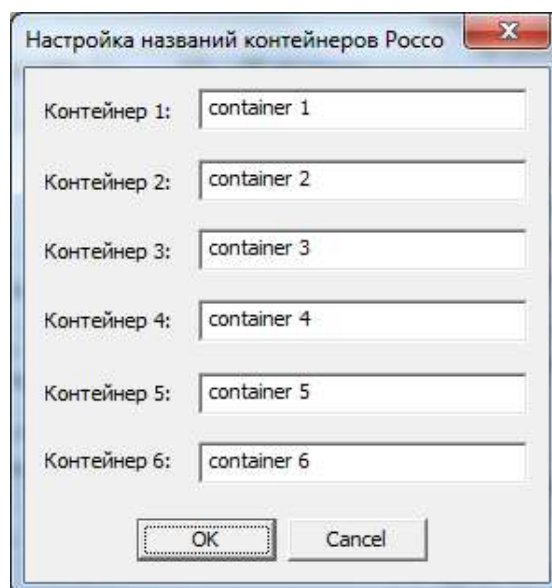 Настройка названий контейнеров Россо
Контейнер 1: container 1
Контейнер 2: container 2
Контейнер 3: container 3
Контейнер 4: container 4
Контейнер 5: container 5
Контейнер 6: container 6
OK Cancel